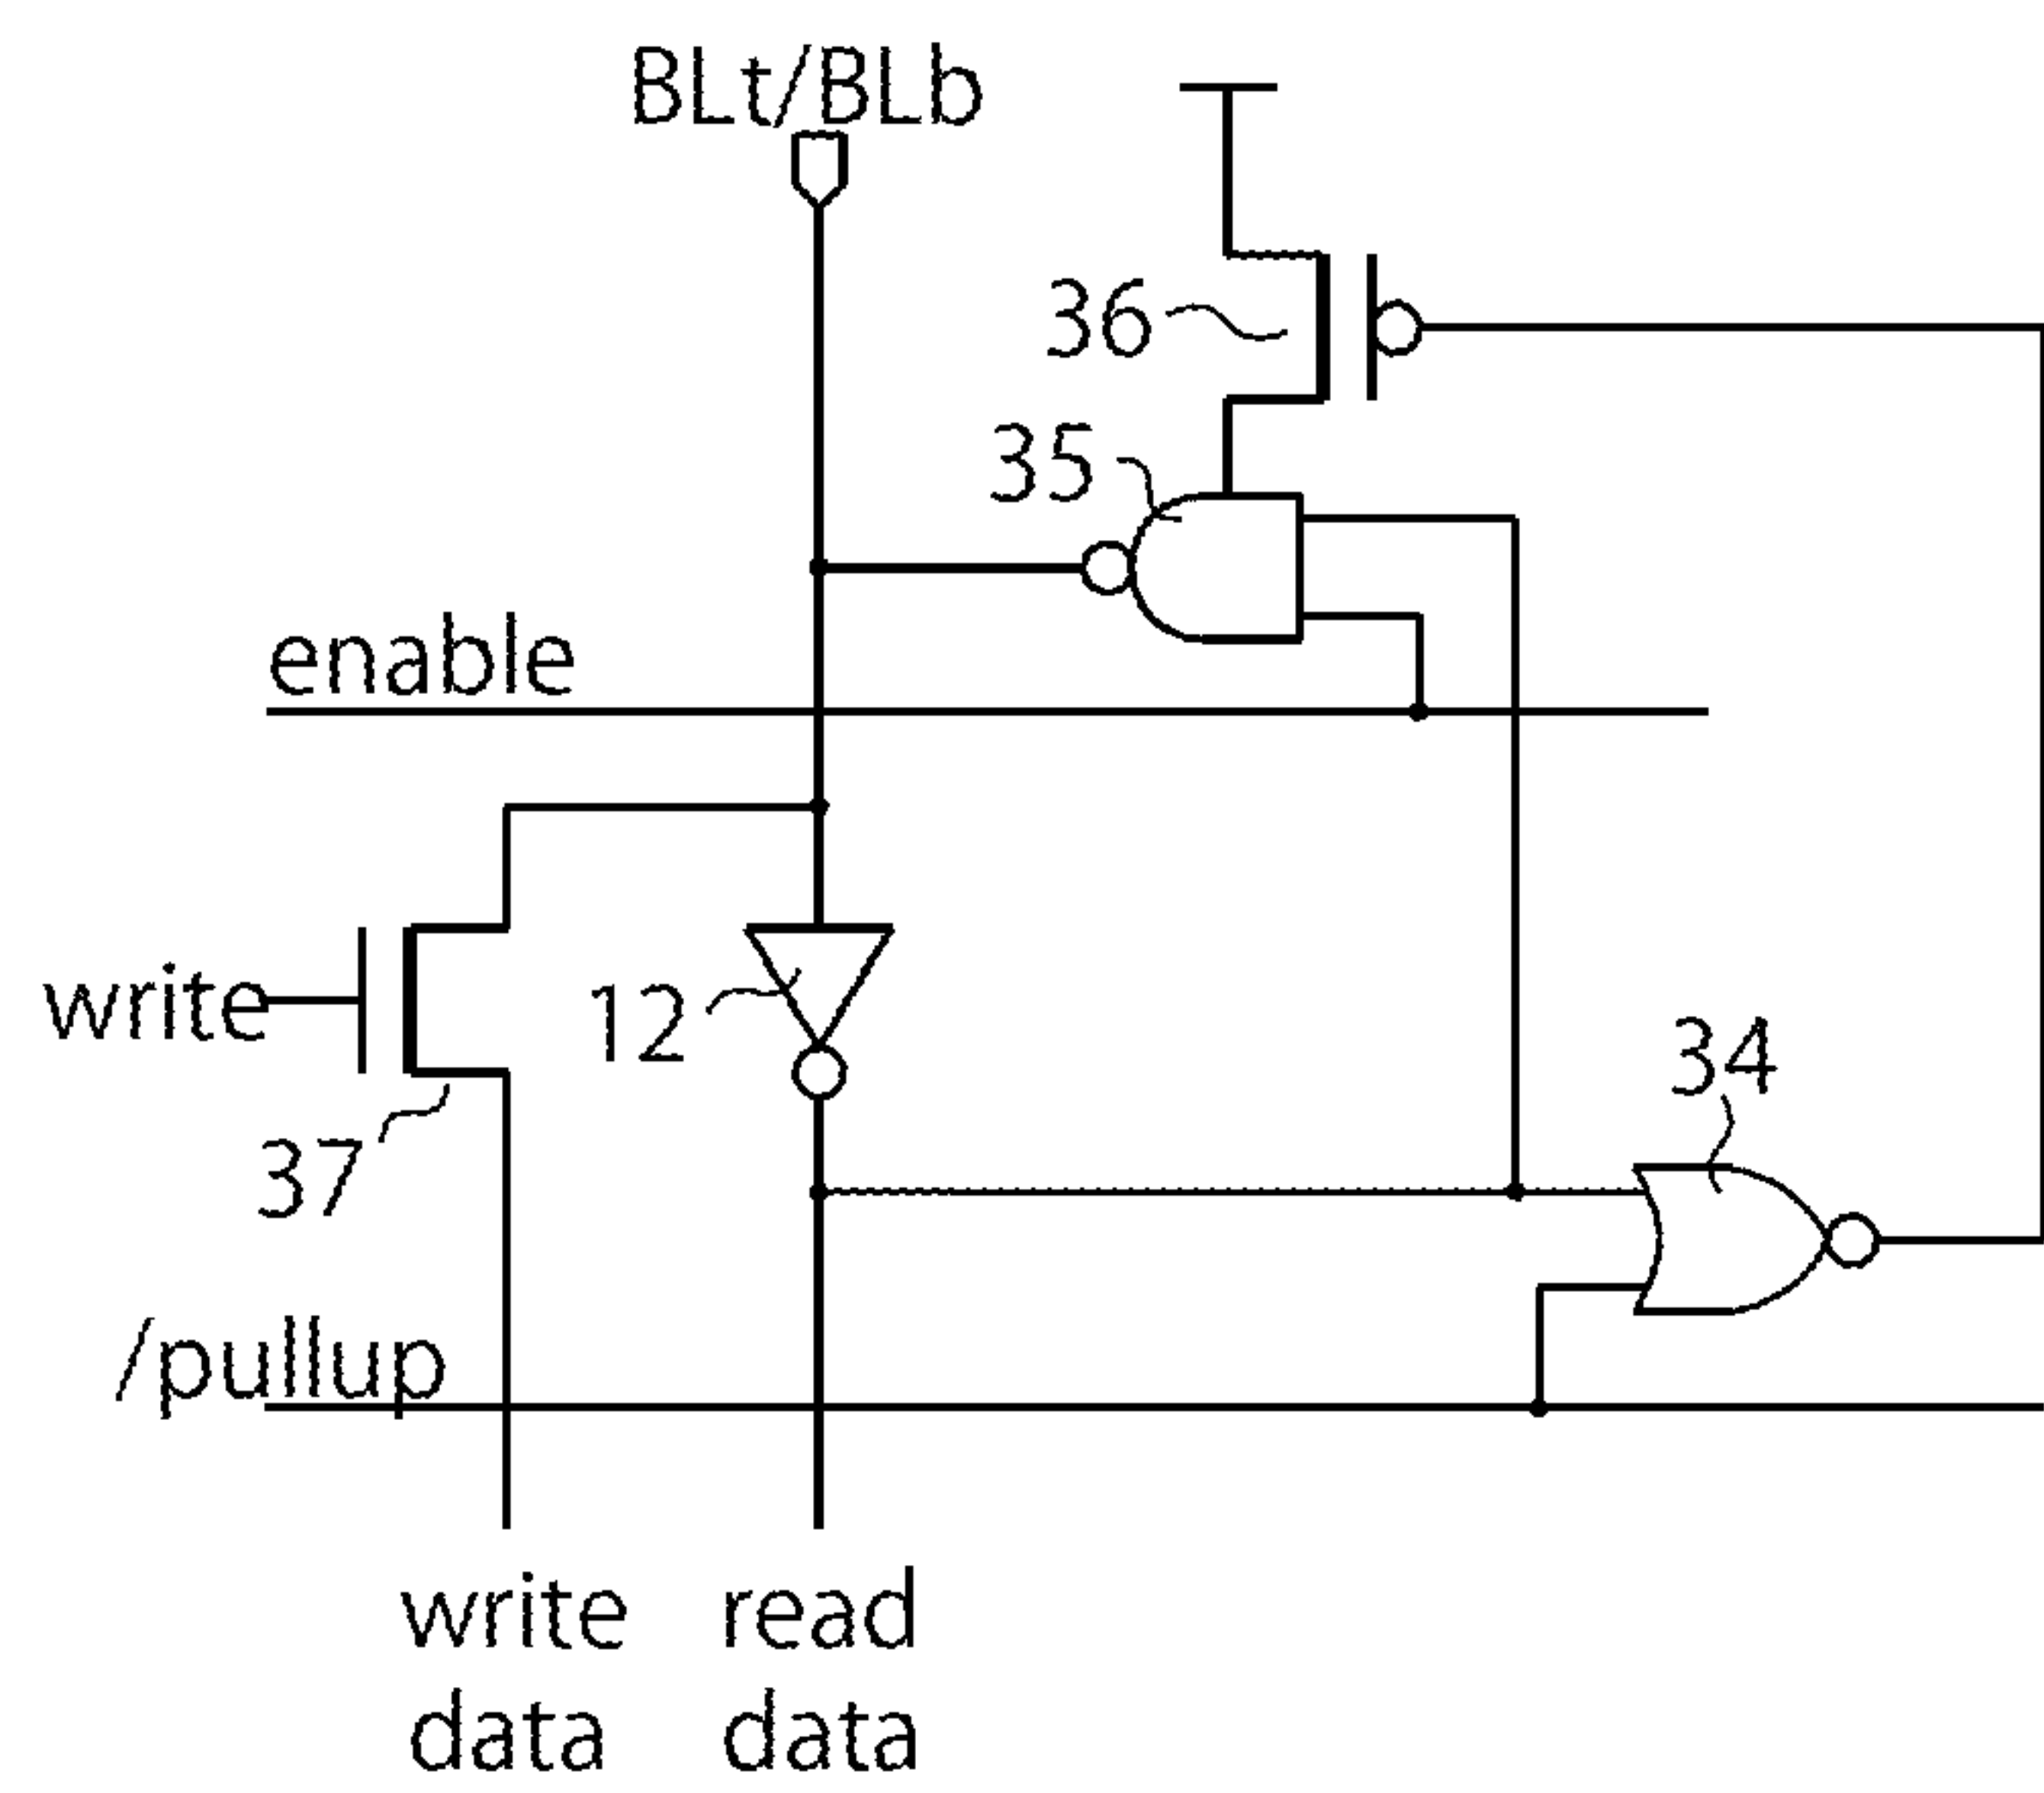 BLt/BLb
36
35
enable
write
12
34
37
/pullup
write
data
read
data